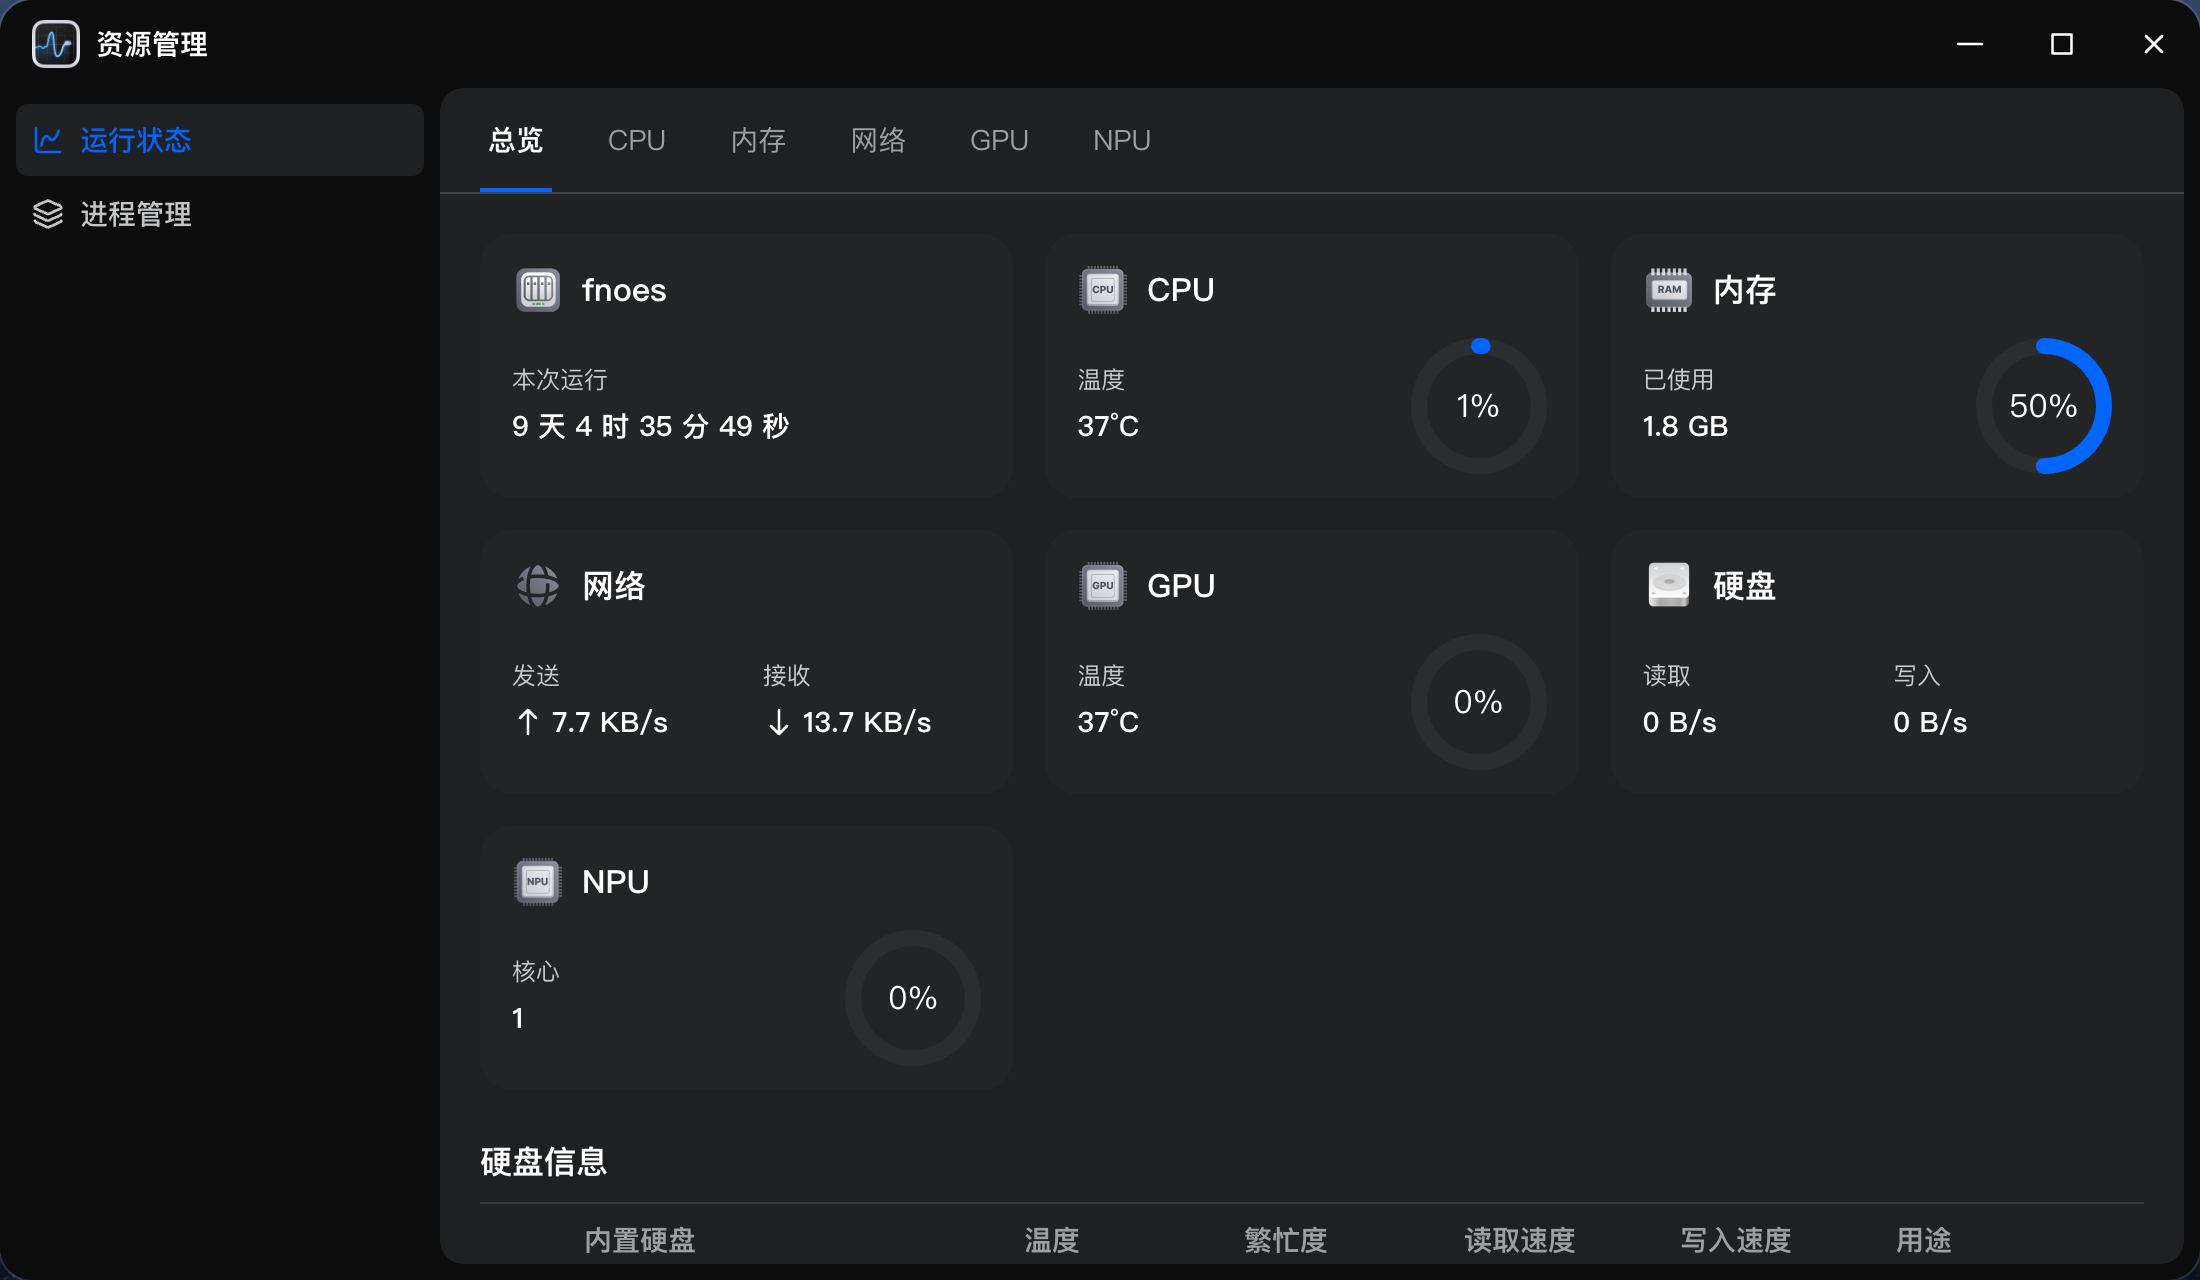 资源管理
运行状态
进程管理
总览 CPU 内存 网络 GPU NPU
fnoes
本次运行
9 天 4 时 35 分 49 秒
CPU
CPU
温度
37°C
1%
RAM
内存
已使用
1.8 GB
50%
网络
发送 接收
↑ 7.7 KB/s ↓ 13.7 KB/s
GPU
GPU
温度
37°C
0%
硬盘
读取 写入
0 B/s 0 B/s
NPU
NPU
核心
1
0%
硬盘信息
内置硬盘 温度 繁忙度 读取速度 写入速度 用途